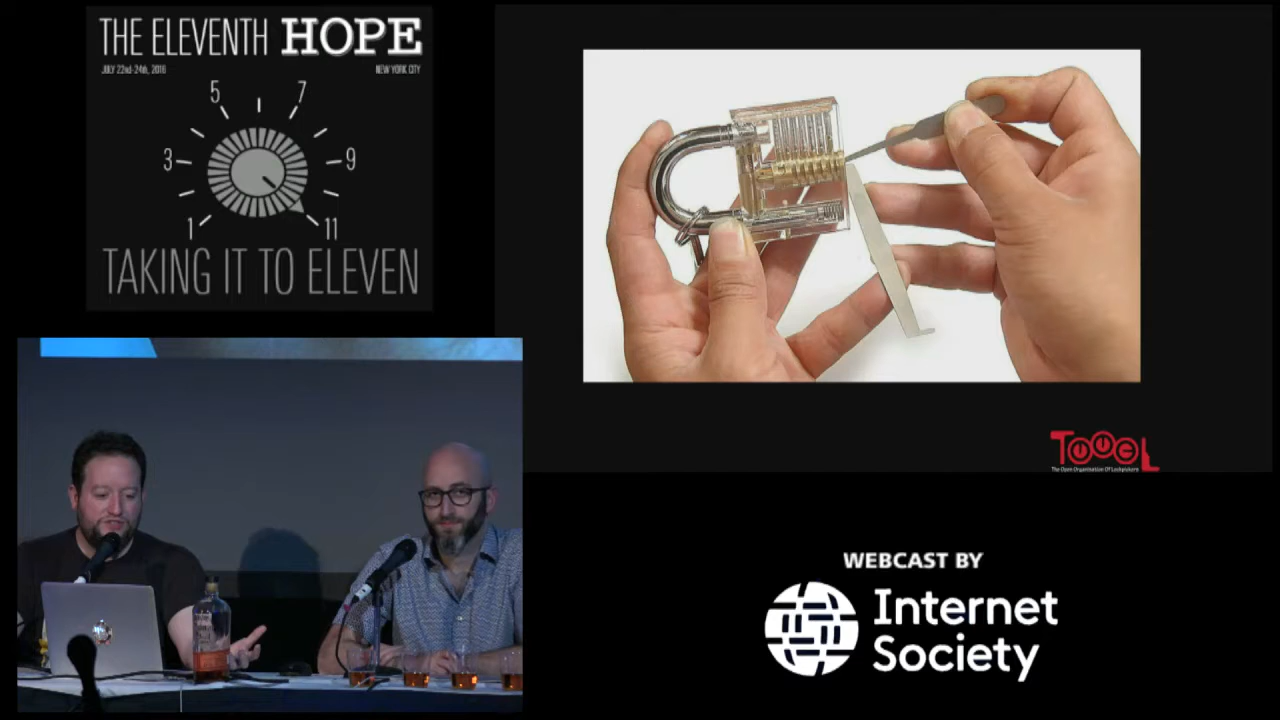 THE ELEVENTH HOPE
JULY 22nd-24th, 2016
NEW YORK CITY
5
7
3
9
1
11
TAKING IT TO ELEVEN
TOOOL
The Open Organisation Of Lockpickers
WEBCAST BY
Internet
Society